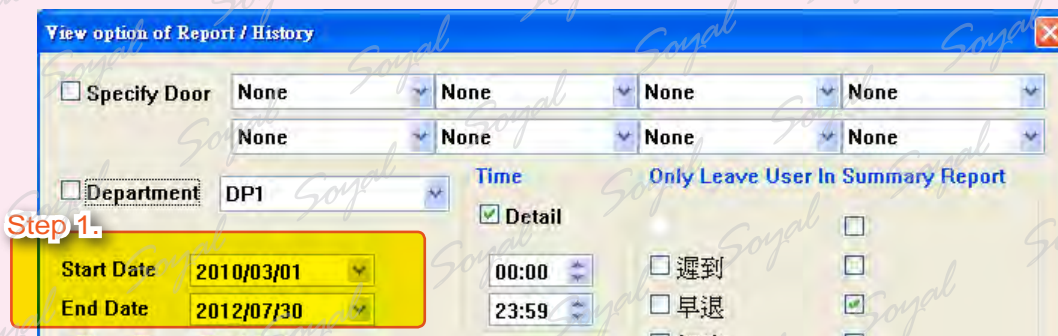 View option of Report / History
Specify Door None None None None
None None None None
Department DP1 Time Only Leave User In Summary Report
Detail
Step 1.
Start Date 2010/03/01 00:00 遲到
End Date 2012/07/30 23:59 早退
Soyal